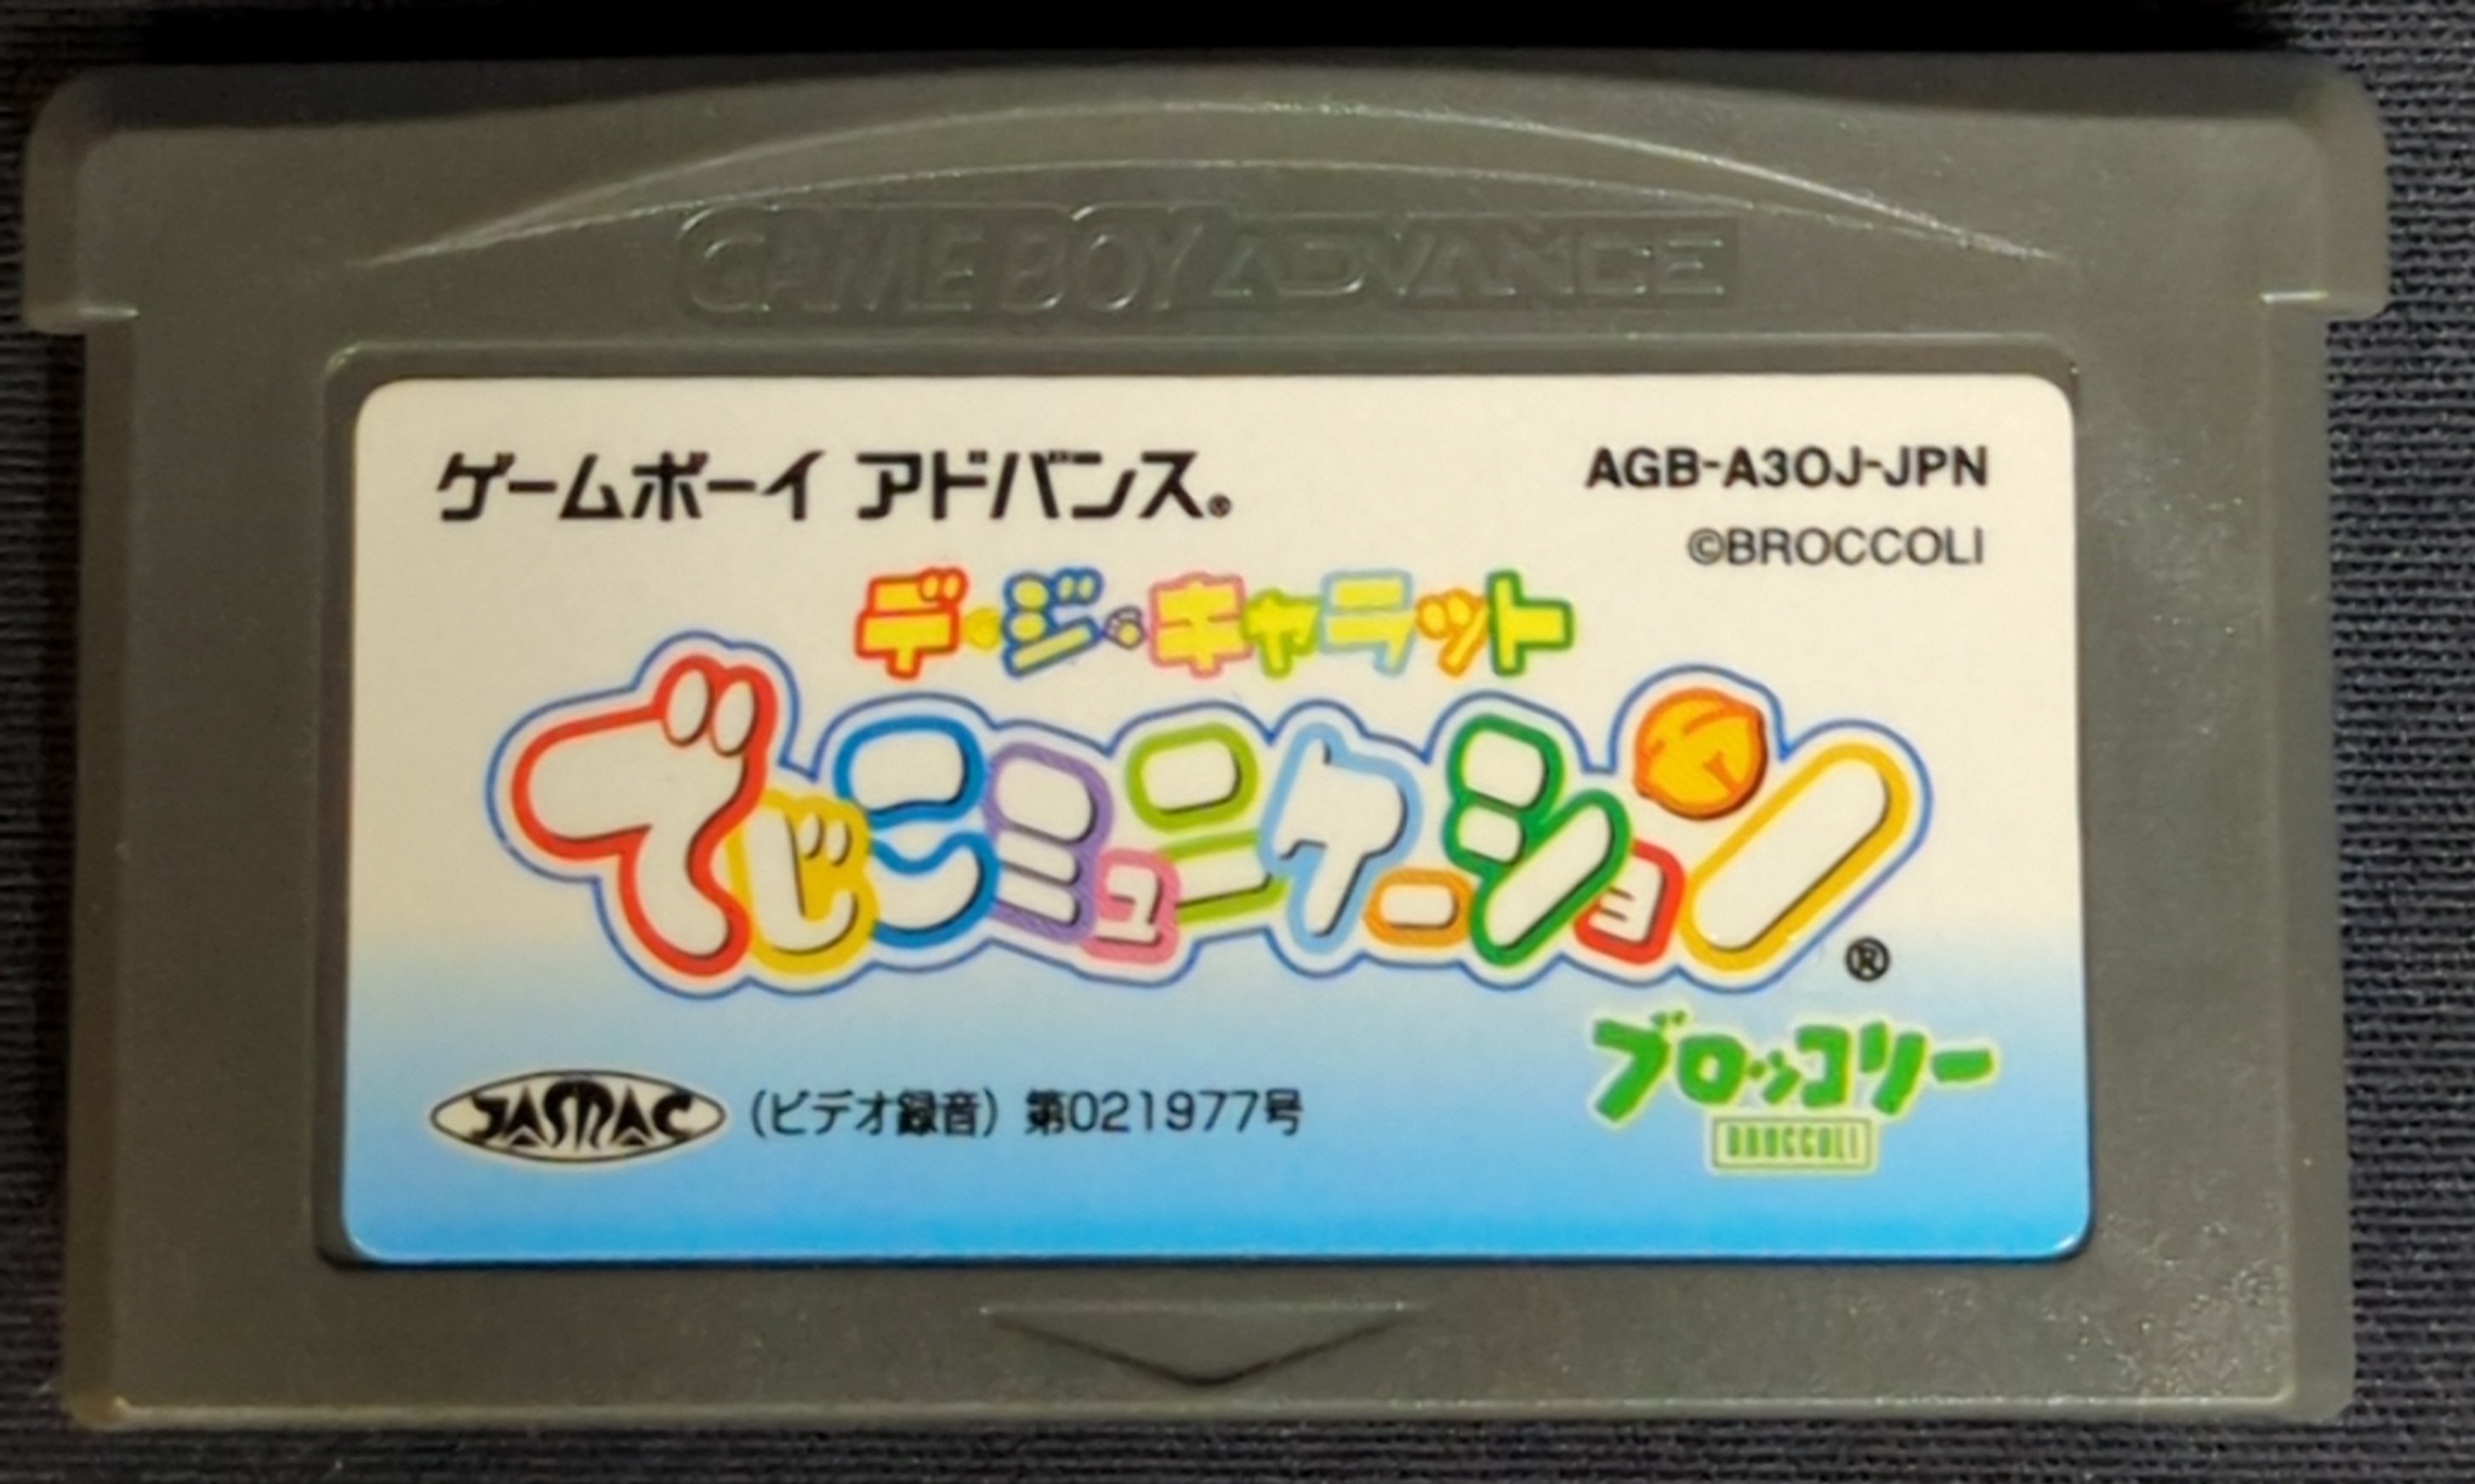 GAME BOY ADVANCE
ゲームボーイ アドバンス®
AGB-A3OJ-JPN
©BROCCOLI
デ・ジ・キャラット
でじコミュニケーション®
ブロッコリー
BROCCOLI
JASRAC (ビデオ録音) 第021977号